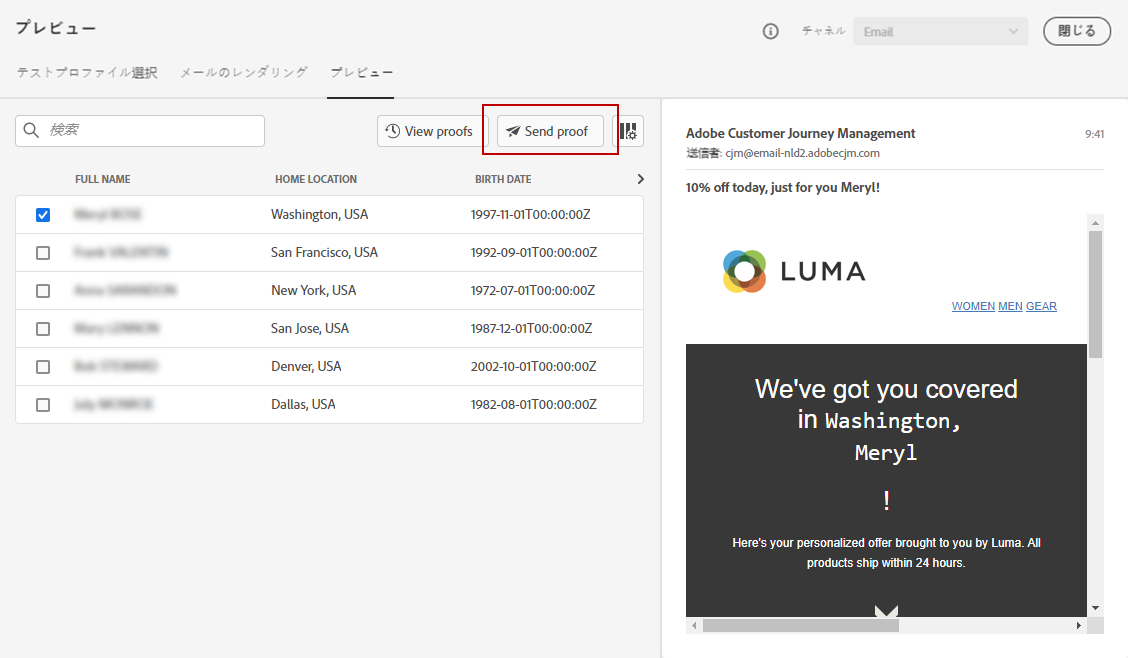 プレビュー
チャネル
Email
閉じる
テストプロファイル選択 メールのレンダリング プレビュー
検索
View proofs
Send proof
FULL NAME HOME LOCATION BIRTH DATE
Washington, USA 1997-11-01T00:00:00Z
San Francisco, USA 1992-09-01T00:00:00Z
New York, USA 1972-07-01T00:00:00Z
San Jose, USA 1987-12-01T00:00:00Z
Denver, USA 2002-10-01T00:00:00Z
Dallas, USA 1982-08-01T00:00:00Z
Adobe Customer Journey Management 9:41
送信者: cjm@email-nld2.adobecjm.com
10% off today, just for you Meryl!
LUMA
WOMEN MEN GEAR
We've got you covered
in Washington,
Meryl
!
Here's your personalized offer brought to you by Luma. All
products ship within 24 hours.